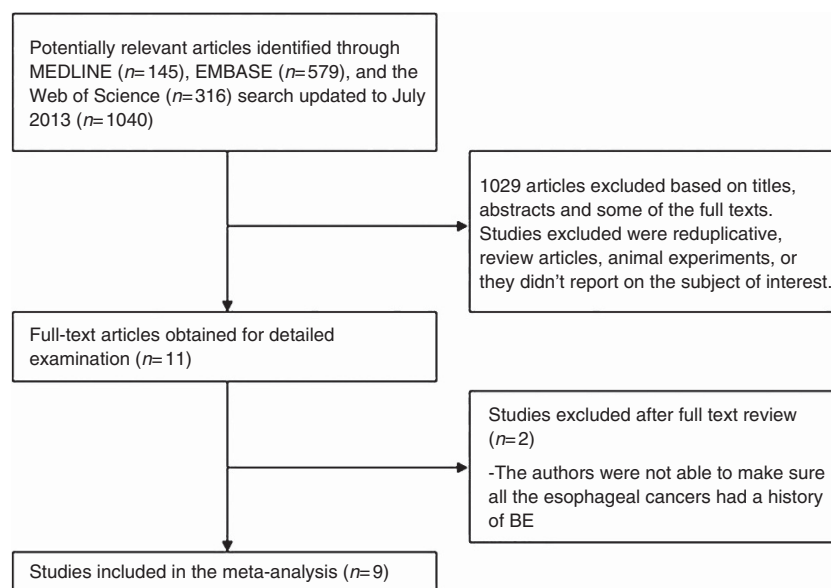 Potentially relevant articles identified through
MEDLINE (n=145), EMBASE (n=579), and the
Web of Science (n=316) search updated to July
2013 (n=1040)
1029 articles excluded based on titles,
abstracts and some of the full texts.
Studies excluded were reduplicative,
review articles, animal experiments, or
they didn't report on the subject of interest.
Full-text articles obtained for detailed
examination (n=11)
Studies excluded after full text review
(n=2)
-The authors were not able to make sure
all the esophageal cancers had a history
of BE
Studies included in the meta-analysis (n=9)